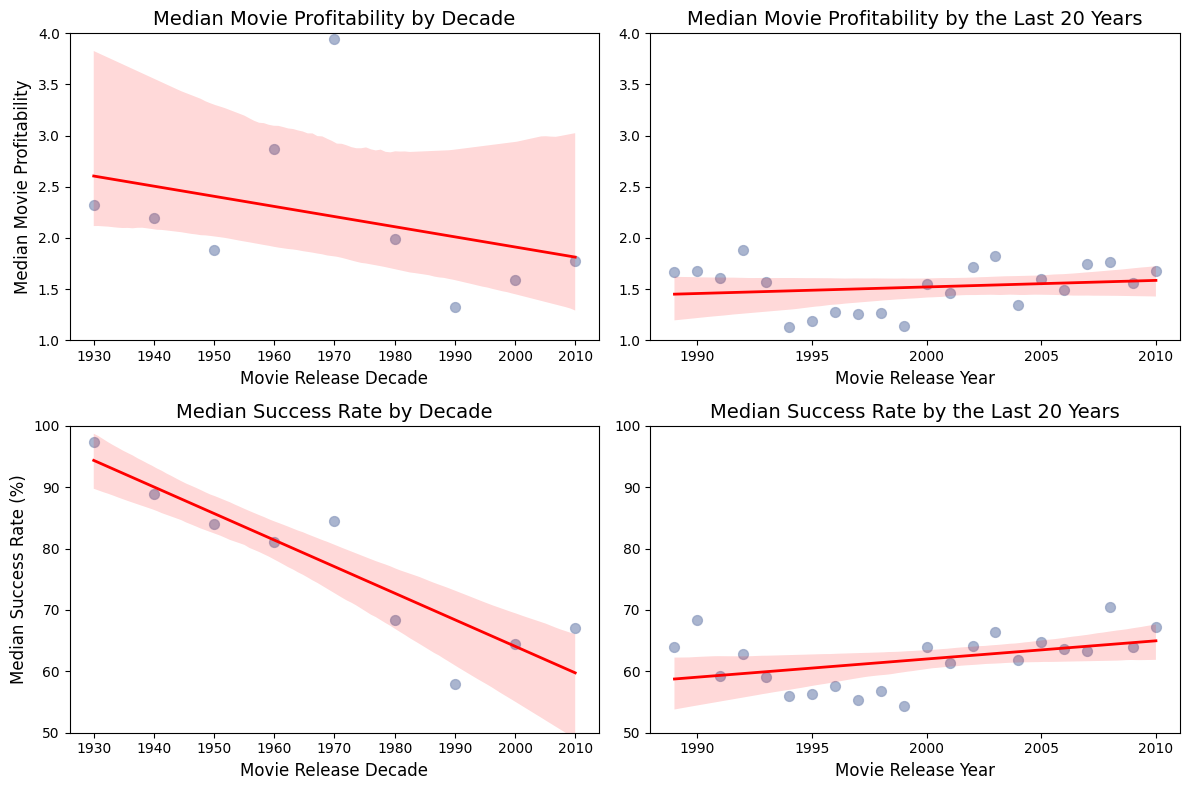 Median Movie Profitability by Decade
Median Movie Profitability by the Last 20 Years
Median Movie Profitability
4.0
3.5
3.0
2.5
2.0
1.5
1.0
1930 1940 1950 1960 1970 1980 1990 2000 2010
Movie Release Decade
4.0
3.5
3.0
2.5
2.0
1.5
1.0
1990 1995 2000 2005 2010
Movie Release Year
Median Success Rate by Decade
Median Success Rate by the Last 20 Years
Median Success Rate (%)
100
90
80
70
60
50
1930 1940 1950 1960 1970 1980 1990 2000 2010
Movie Release Decade
100
90
80
70
60
50
1990 1995 2000 2005 2010
Movie Release Year